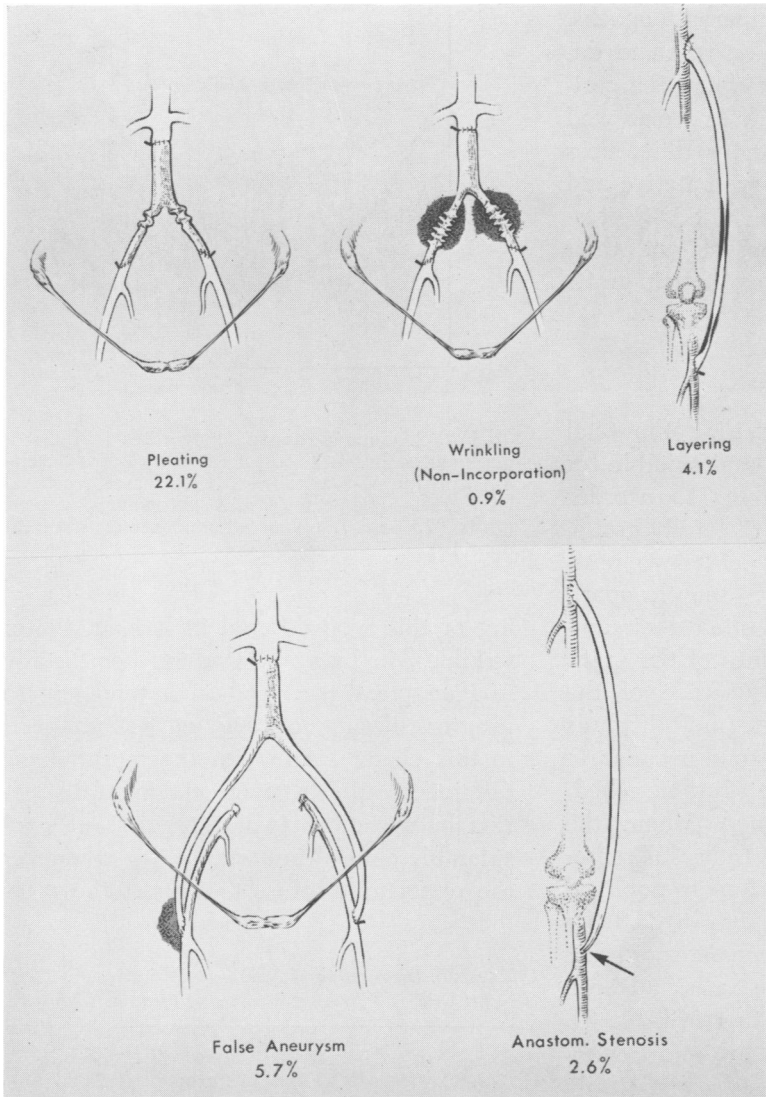 Pleating
22.1%
Wrinkling
(Non-Incorporation)
0.9%
Layering
4.1%
False Aneurysm
5.7%
Anastom. Stenosis
2.6%